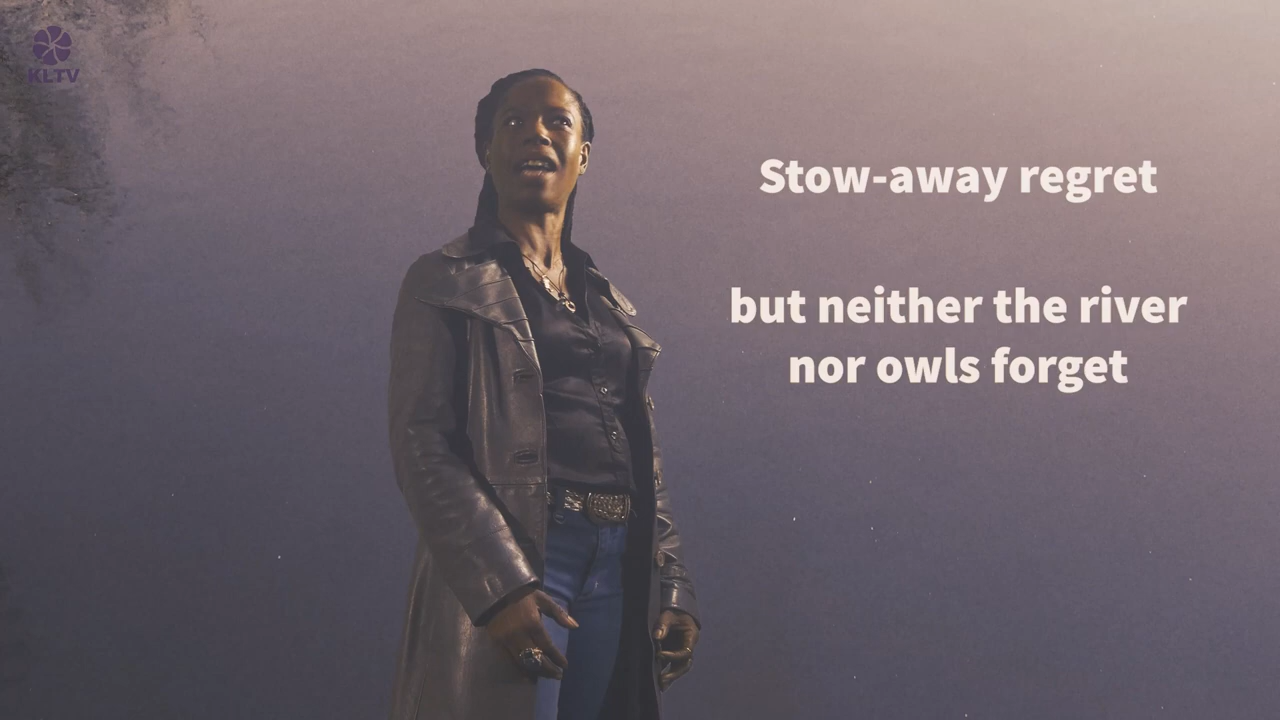 KLTV
Stow-away regret
but neither the river
nor owls forget